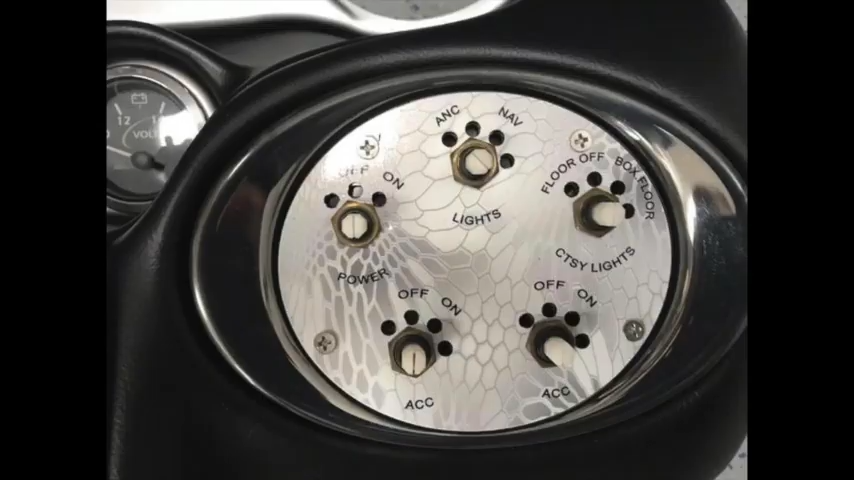 ANC NAV
LIGHTS
FLOOR OFF BOX FLOOR
CTSY LIGHTS
OFF ON
POWER
OFF ON
ACC
OFF ON
ACC
12
VOLT